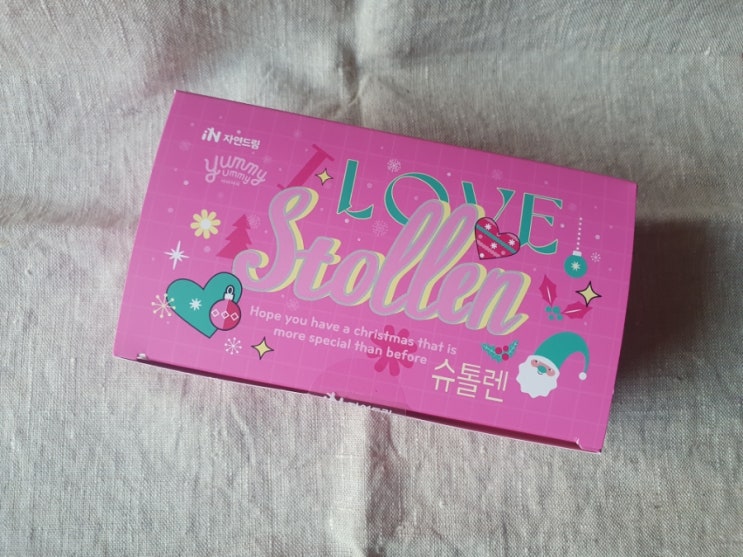 iN 자연드림
yummy
yummy
I LOVE
Stollen
Hope you have a christmas that is
more special than before
슈톨렌